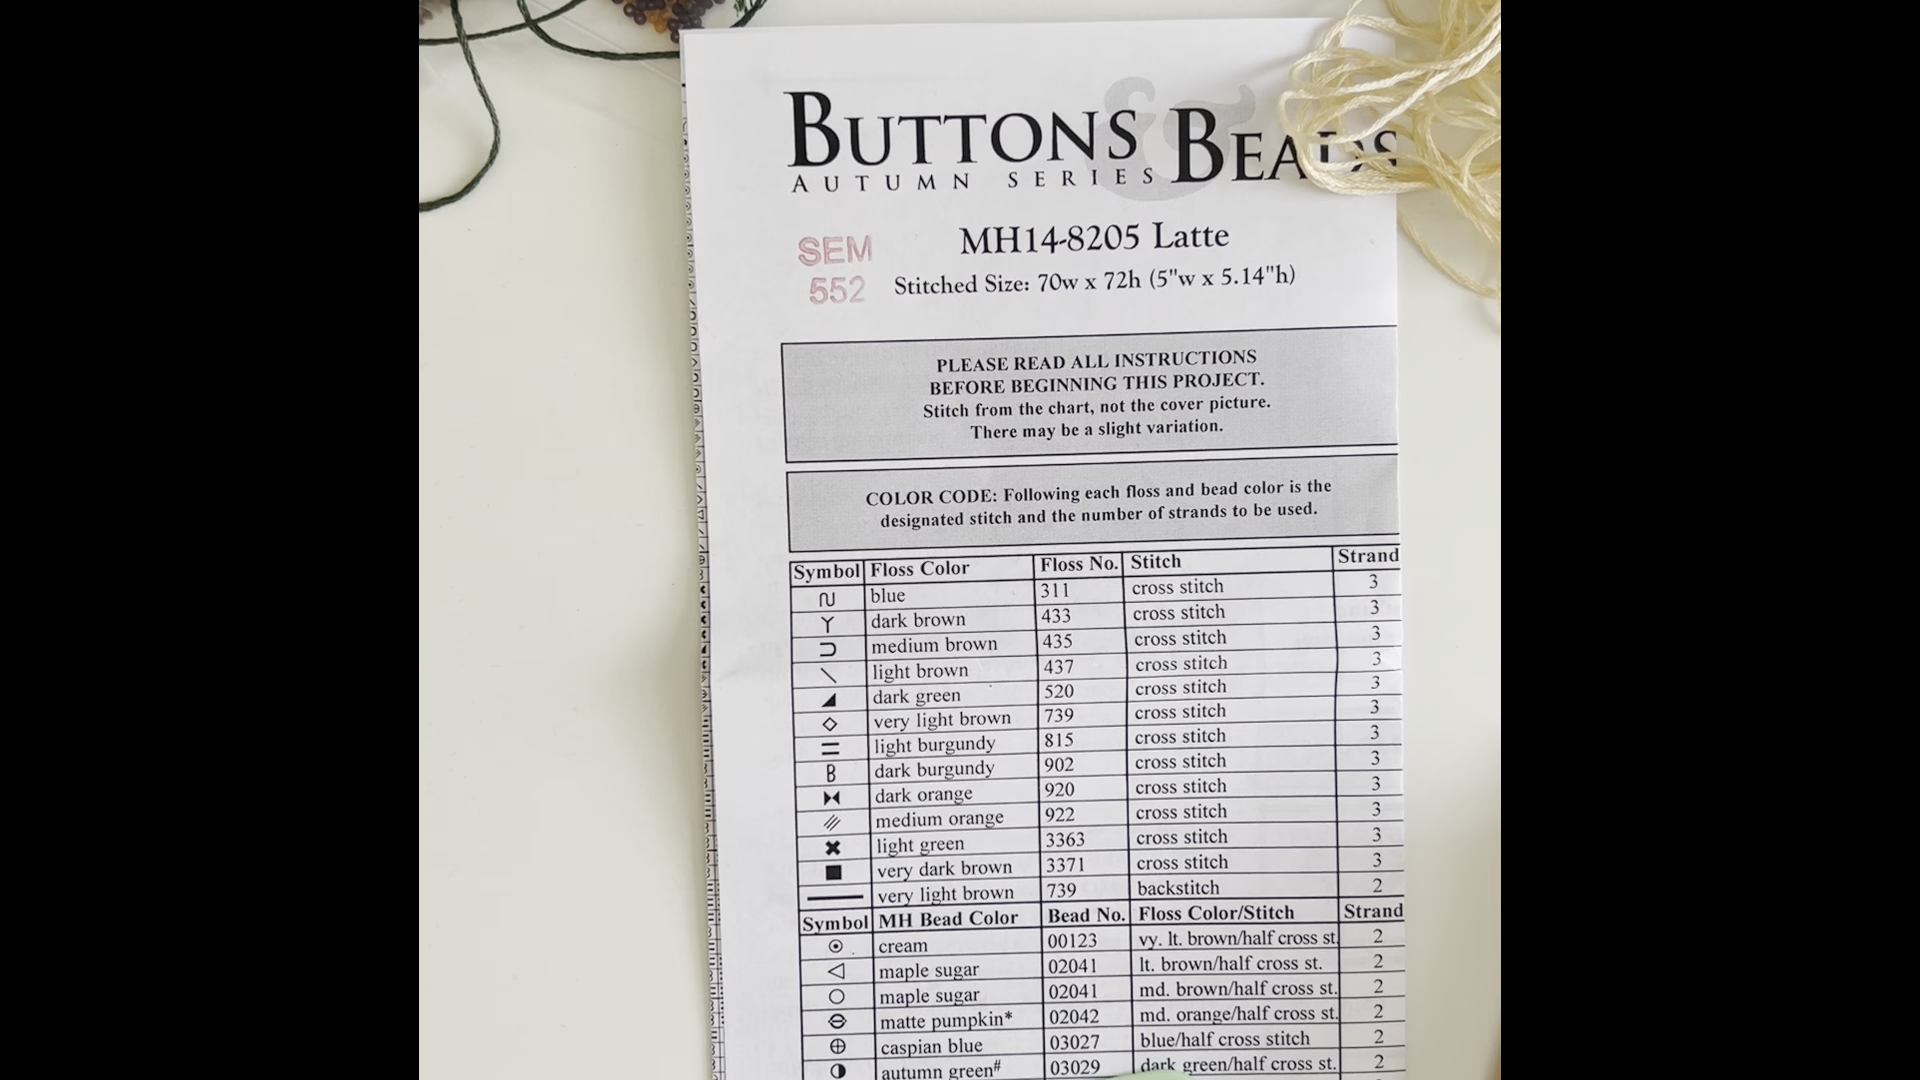 BUTTONS & BEADS
AUTUMN SERIES
MH14-8205 Latte
SEM
552
Stitched Size: 70w x 72h (5"w x 5.14"h)
PLEASE READ ALL INSTRUCTIONS
BEFORE BEGINNING THIS PROJECT.
Stitch from the chart, not the cover picture.
There may be a slight variation.
COLOR CODE: Following each floss and bead color is the
designated stitch and the number of strands to be used.
Symbol Floss Color Floss No. Stitch Strand
blue 311 cross stitch 3
dark brown 433 cross stitch 3
medium brown 435 cross stitch 3
light brown 437 cross stitch 3
dark green 520 cross stitch 3
very light brown 739 cross stitch 3
light burgundy 815 cross stitch 3
B dark burgundy 902 cross stitch 3
dark orange 920 cross stitch 3
medium orange 922 cross stitch 3
light green 3363 cross stitch 3
very dark brown 3371 cross stitch 3
very light brown 739 backstitch 2
Symbol MH Bead Color Bead No. Floss Color/Stitch Strand
cream 00123 vy. lt. brown/half cross st. 2
maple sugar 02041 lt. brown/half cross st. 2
maple sugar 02041 md. brown/half cross st. 2
matte pumpkin* 02042 md. orange/half cross st. 2
caspian blue 03027 blue/half cross stitch 2
autumn green# 03029 dark green/half cross st. 2